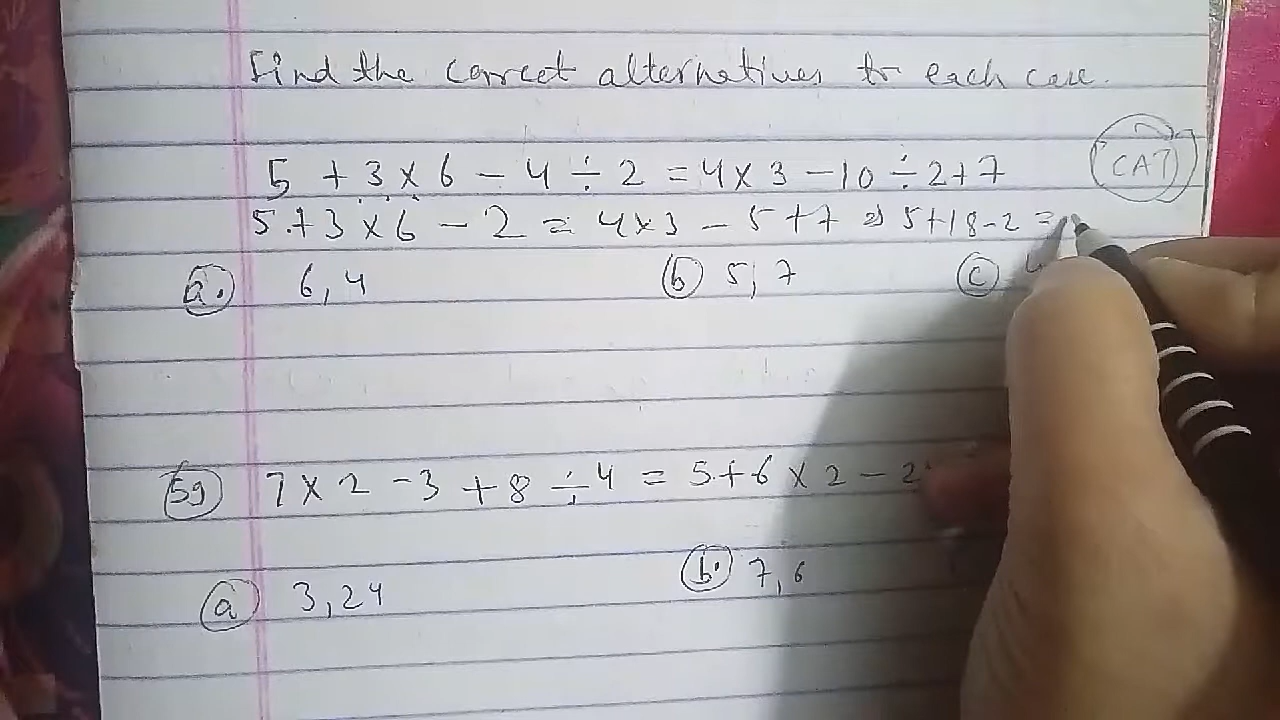 Find the correct alternatives to each case.
5 + 3 × 6 - 4 ÷ 2 = 4 × 3 - 10 ÷ 2 + 7
CAT
5 + 3 × 6 - 2 = 4 × 3 - 5 + 7 ⇒ 5 + 18 - 2 =
a. 6, 4 b 5, 7 c
59 7 × 2 - 3 + 8 ÷ 4 = 5 + 6 × 2 - 2
a 3, 24 b. 7, 6